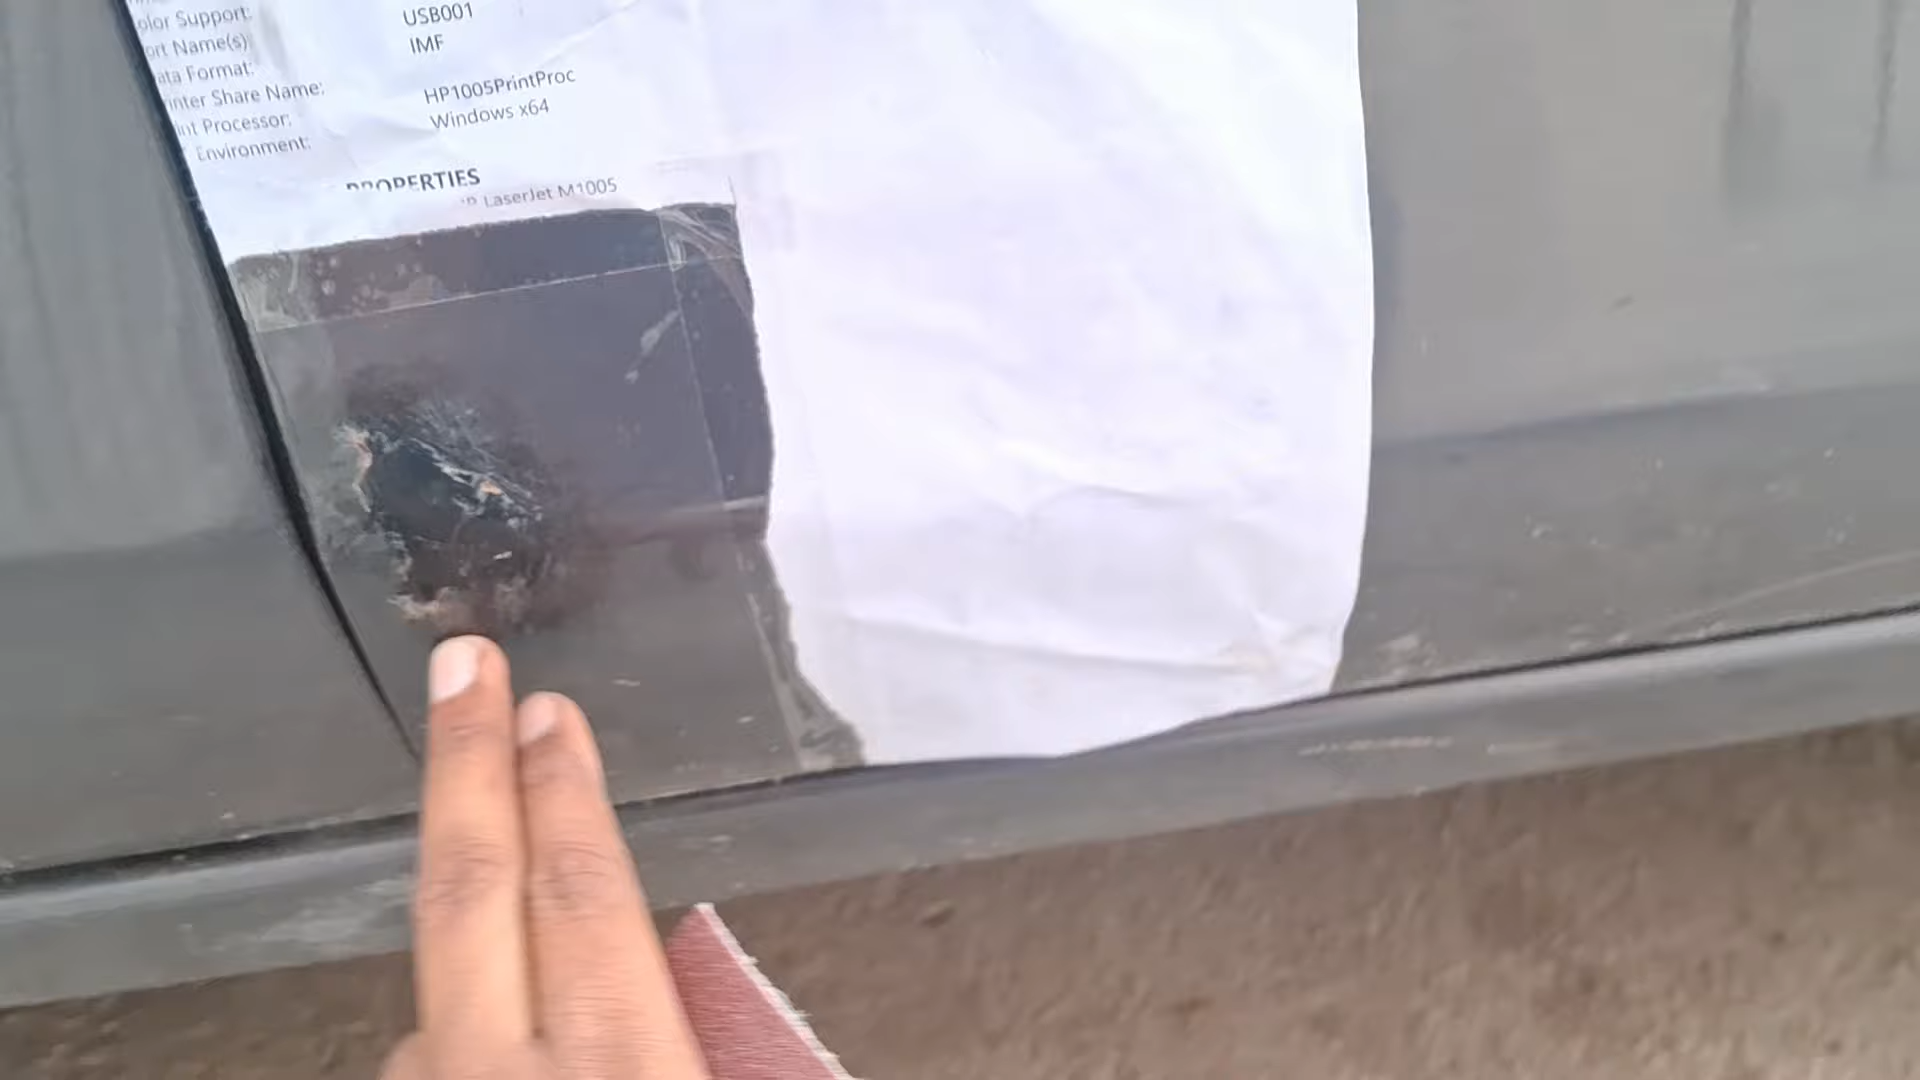 olor Support:
ort Name(s) USB001
ata Format: IMF
inter Share Name:
int Processor: HP1005PrintProc
Environment: Windows x64
PROPERTIES
LaserJet M1005